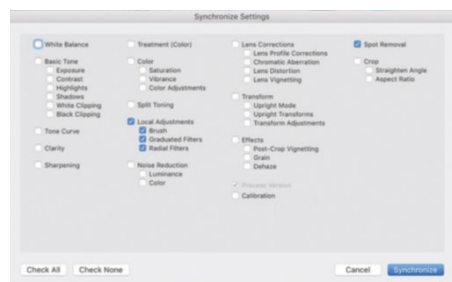 Synchronize Settings
White Balance
Basic Tone
Exposure
Contrast
Highlights
Shadows
White Clipping
Black Clipping
Tone Curve
Clarity
Sharpening
Treatment (Color)
Color
Saturation
Vibrance
Color Adjustments
Split Toning
Local Adjustments
Brush
Graduated Filters
Radial Filters
Noise Reduction
Luminance
Color
Lens Corrections
Lens Profile Corrections
Chromatic Aberration
Lens Distortion
Lens Vignetting
Transform
Upright Mode
Upright Transforms
Transform Adjustments
Effects
Post-Crop Vignetting
Grain
Dehaze
Process Version
Calibration
Spot Removal
Crop
Straighten Angle
Aspect Ratio
Check All
Check None
Cancel
Synchronize